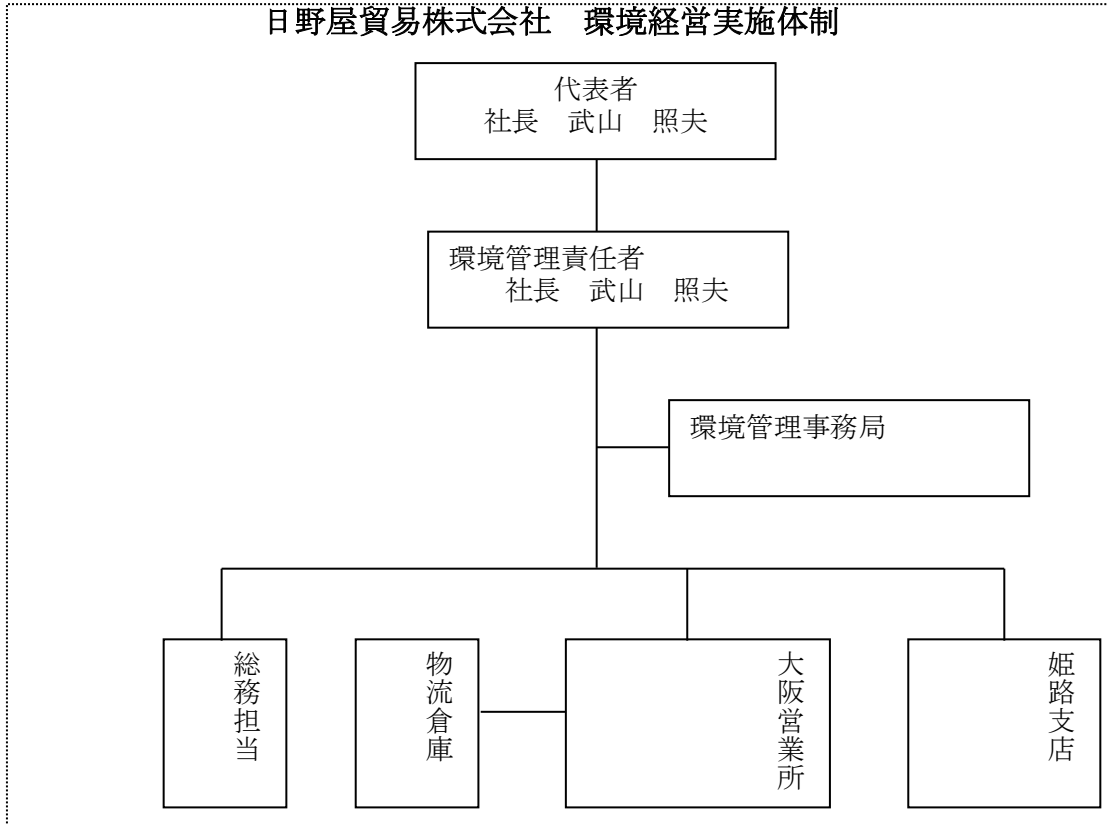 日野屋貿易株式会社　環境経営実施体制
代表者
社長　武山　照夫
環境管理責任者
社長　武山　照夫
環境管理事務局
総務担当
物流倉庫
大阪営業所
姫路支店